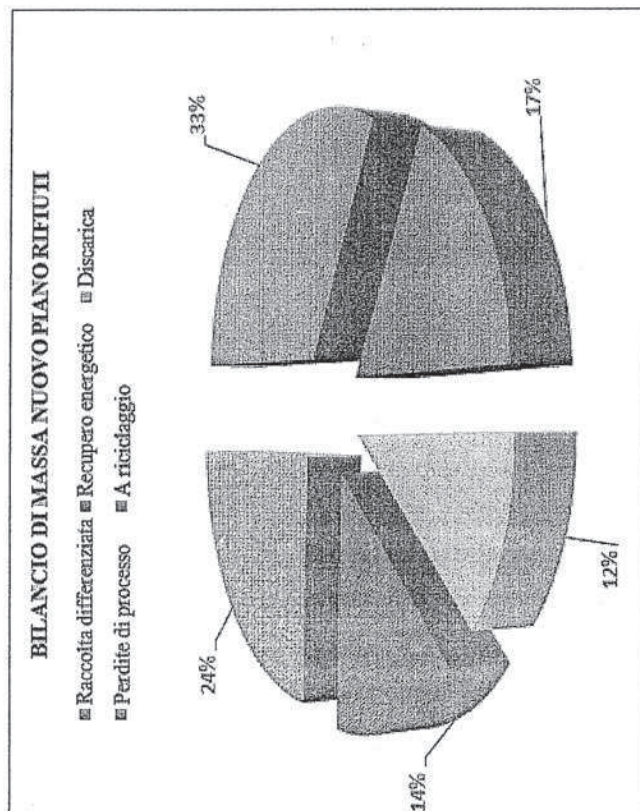 BILANCIO DI MASSA NUOVO PIANO RIFIUTI
Raccolta differenziata Recupero energetico Discarica
Perdite di processo A riciclaggio
24%
33%
14%
12%
17%